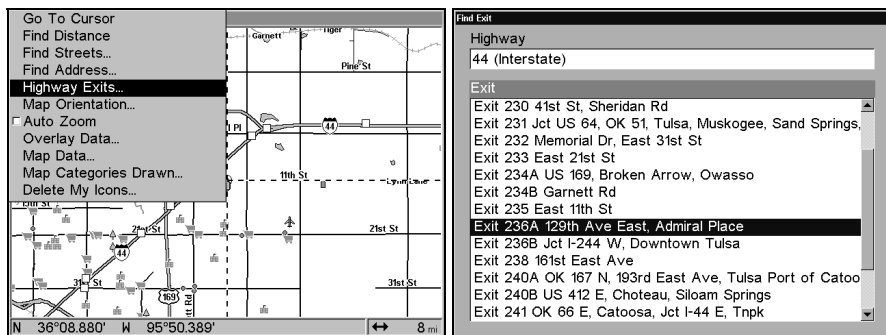 Go To Cursor
Find Distance
Find Streets...
Find Address...
Highway Exits...
Map Orientation...
Auto Zoom
Overlay Data...
Map Data...
Map Categories Drawn...
Delete My Icons...
Garnett
Tiger
Pine St
I Pl
44
11th St
Lynn Lane
21st St
21st St
44
31st St
31st St
169
Rd
N 36°08.880' W 95°50.389'
8 mi
Find Exit
Highway
44 (Interstate)
Exit
Exit 230 41st St, Sheridan Rd
Exit 231 Jct US 64, OK 51, Tulsa, Muskogee, Sand Springs,
Exit 232 Memorial Dr, East 31st St
Exit 233 East 21st St
Exit 234A US 169, Broken Arrow, Owasso
Exit 234B Garnett Rd
Exit 235 East 11th St
Exit 236A 129th Ave East, Admiral Place
Exit 236B Jct I-244 W, Downtown Tulsa
Exit 238 161st East Ave
Exit 240A OK 167 N, 193rd East Ave, Tulsa Port of Catoo
Exit 240B US 412 E, Choteau, Siloam Springs
Exit 241 OK 66 E, Catoosa, Jct I-44 E, Tnpk